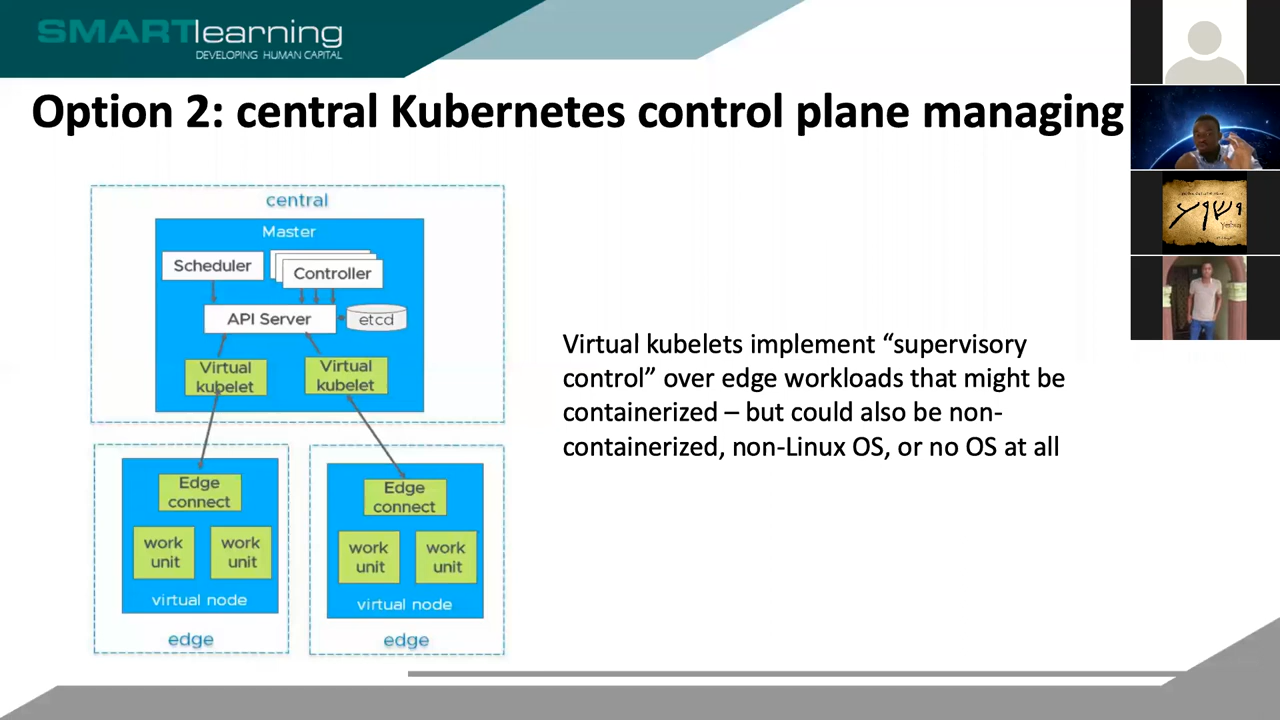 SMARTlearning
DEVELOPING HUMAN CAPITAL
Option 2: central Kubernetes control plane managing
central
Master
Scheduler
Controller
API Server
etcd
Virtual
kubelet
Virtual
kubelet
Edge
connect
work
unit
work
unit
virtual node
edge
Edge
connect
work
unit
work
unit
virtual node
edge
Virtual kubelets implement “supervisory
control” over edge workloads that might be
containerized – but could also be non-
containerized, non-Linux OS, or no OS at all